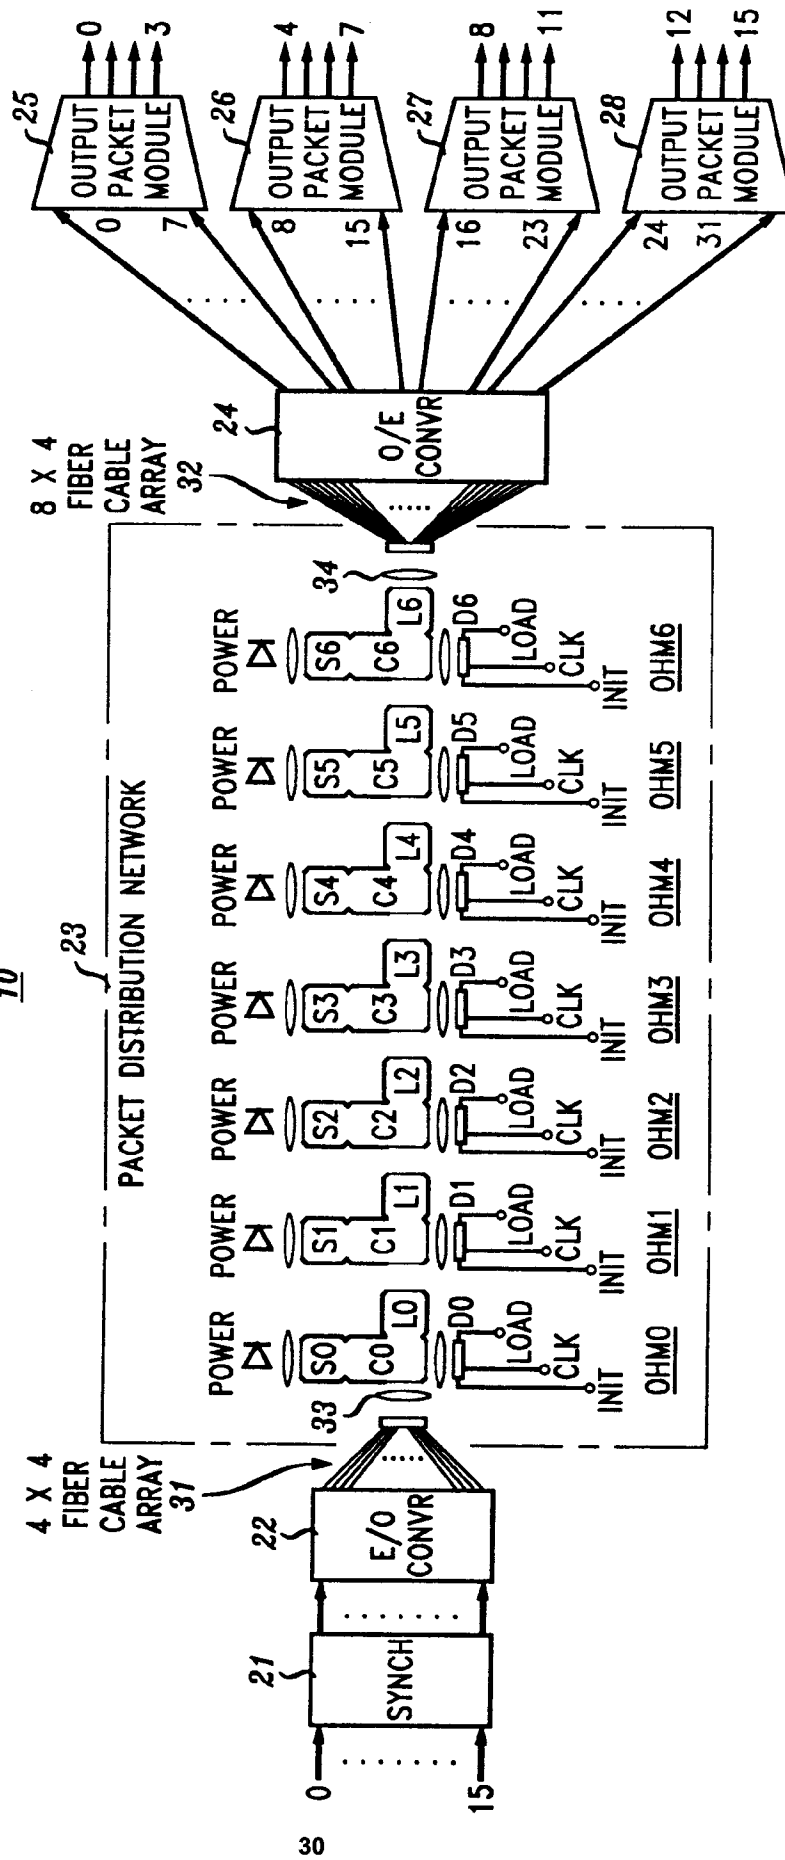 10
23
PACKET DISTRIBUTION NETWORK
4 X 4
FIBER
CABLE
ARRAY
31
8 X 4
FIBER
CABLE
ARRAY
32
0
15
21
SYNCH
22
E/O
CONVR
33
POWER
S0
C0
L0
D0
LOAD
CLK
INIT
OHM0
POWER
S1
C1
L1
D1
LOAD
CLK
INIT
OHM1
POWER
S2
C2
L2
D2
LOAD
CLK
INIT
OHM2
POWER
S3
C3
L3
D3
LOAD
CLK
INIT
OHM3
POWER
S4
C4
L4
D4
LOAD
CLK
INIT
OHM4
POWER
S5
C5
L5
D5
LOAD
CLK
INIT
OHM5
POWER
S6
C6
L6
D6
LOAD
CLK
INIT
OHM6
34
24
O/E
CONVR
25
0
7
OUTPUT
PACKET
MODULE
0
3
26
8
15
OUTPUT
PACKET
MODULE
4
7
27
16
23
OUTPUT
PACKET
MODULE
8
11
28
24
31
OUTPUT
PACKET
MODULE
12
15
30